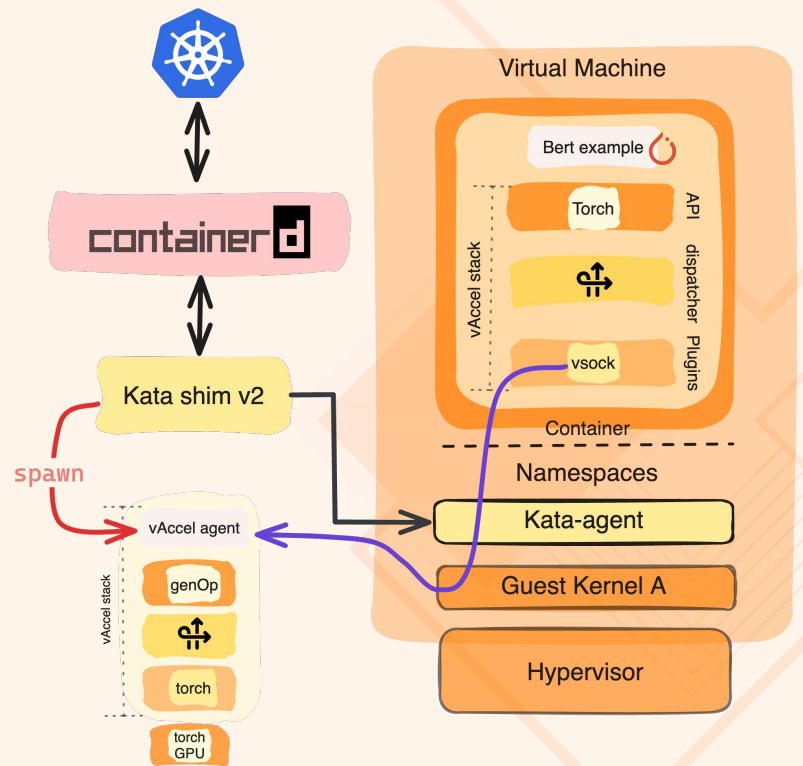 Virtual Machine
Bert example
Torch
API
vAccel stack
dispatcher
Plugins
vsock
Container
Namespaces
Kata-agent
Guest Kernel A
Hypervisor
containerd
Kata shim v2
spawn
vAccel agent
vAccel stack
genOp
torch
torch
GPU